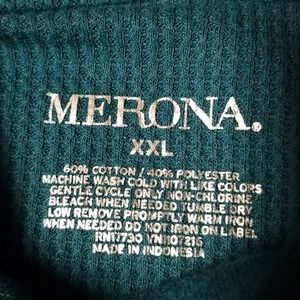 MERONA®
XXL
60% COTTON / 40% POLYESTER
MACHINE WASH COLD WITH LIKE COLORS
GENTLE CYCLE ONLY NON-CHLORINE
BLEACH WHEN NEEDED TUMBLE DRY
LOW REMOVE PROMPTLY WARM IRON
WHEN NEEDED DO NOT IRON ON LABEL
RN17730
MADE IN INDONESIA